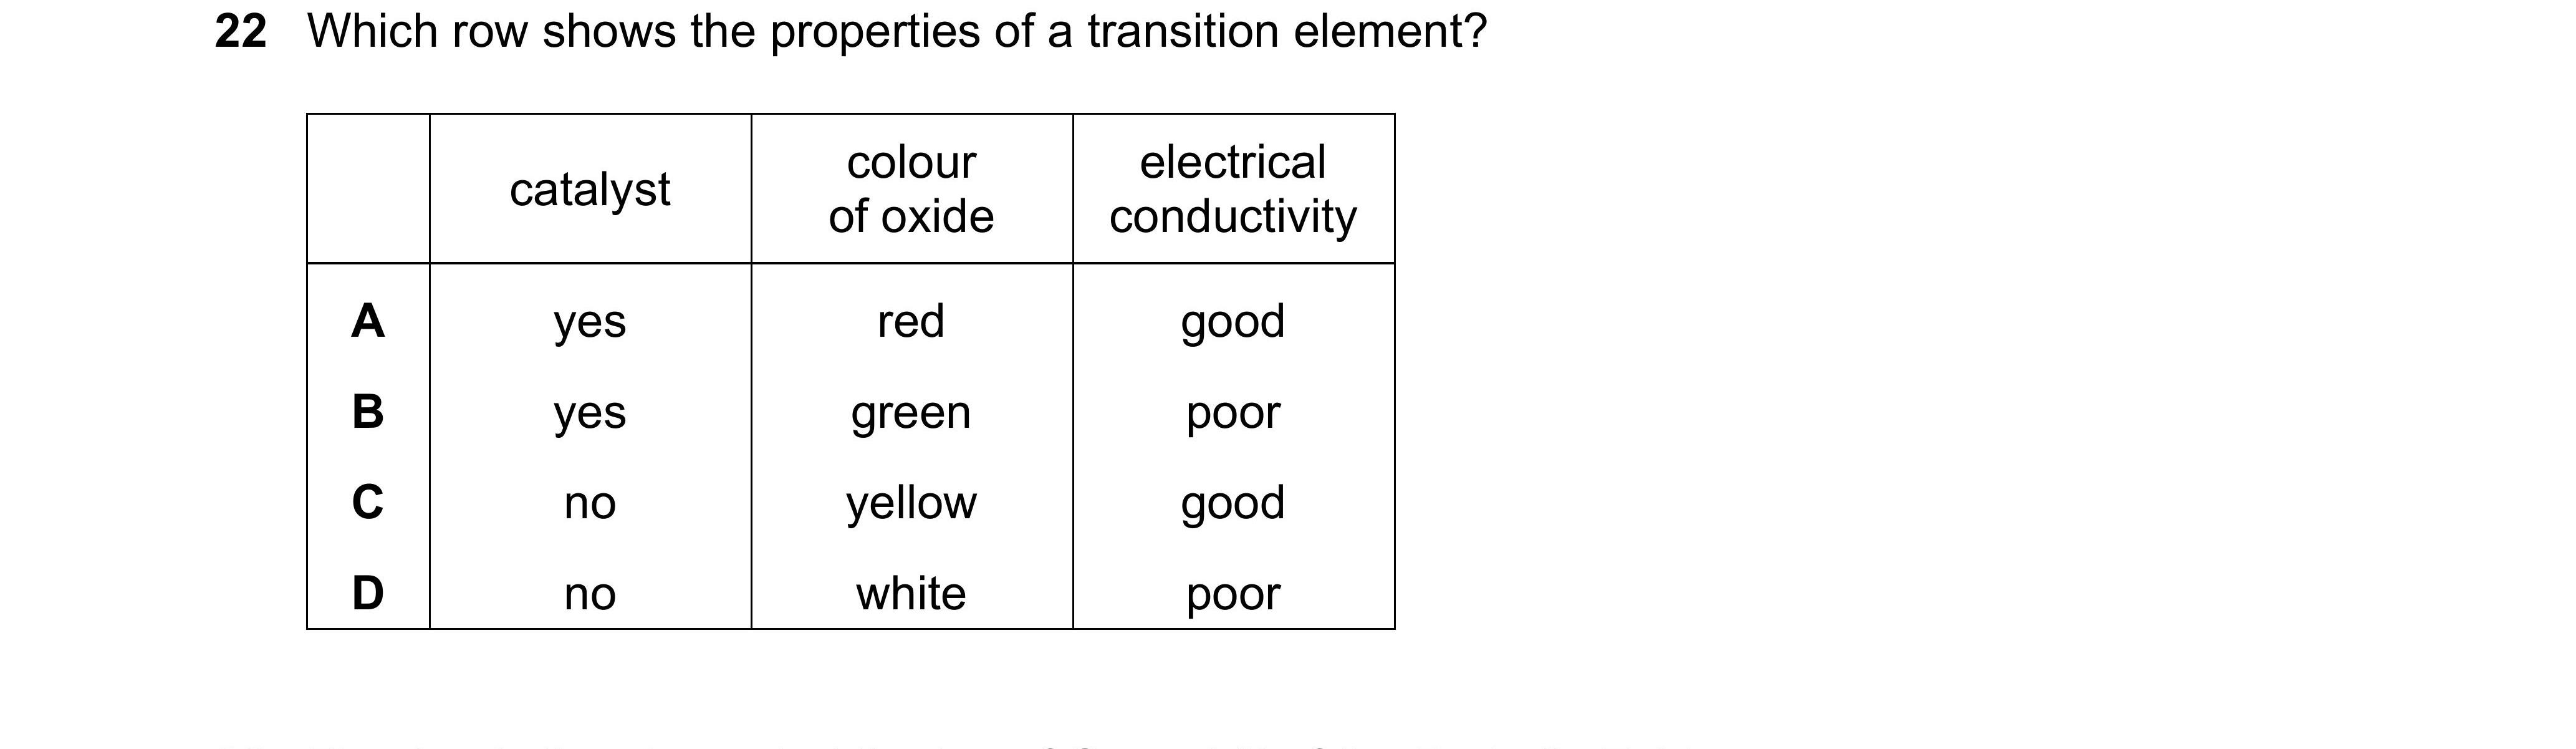 22 Which row shows the properties of a transition element?
catalyst colour of oxide electrical conductivity
A yes red good
B yes green poor
C no yellow good
D no white poor